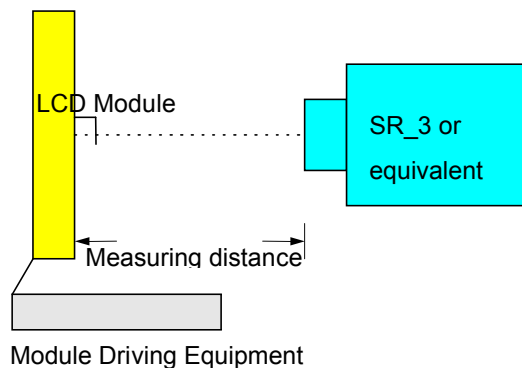 LCD Module
SR_3 or
equivalent
Measuring distance
Module Driving Equipment